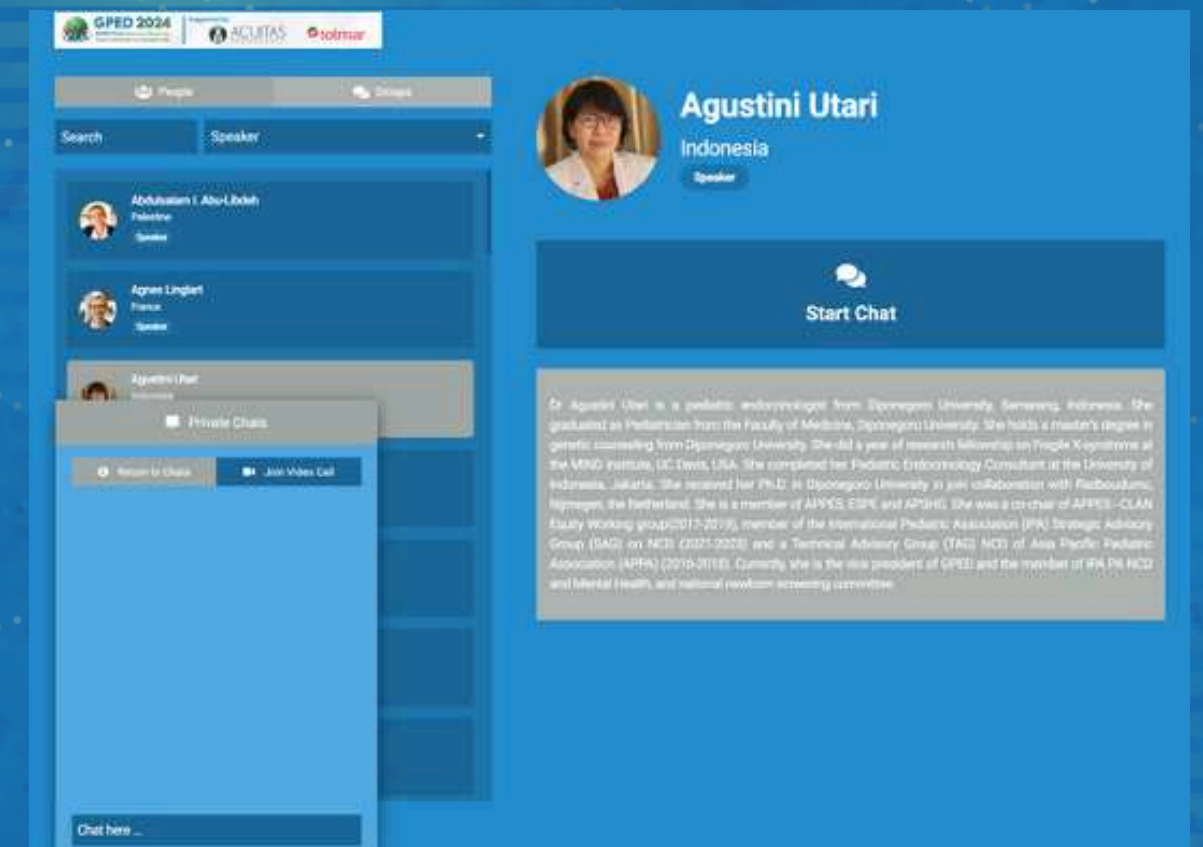 GPED 2024
ACUITAS tolmar
People Groups
Search Speaker
Abdulsalam I. Abu-Libdeh
Palestine
Speaker
Agnes Linglart
France
Speaker
Agustini Utari
Private Chats
Return to Chats Join Video Call
Chat here ...
Agustini Utari
Indonesia
Speaker
Start Chat
Dr Agustini Utari is a pediatric endocrinologist from Diponegoro University, Semarang, Indonesia. She
graduated as Pediatrician from the Faculty of Medicine, Diponegoro University. She holds a master's degree in
genetic counseling from Diponegoro University. She did a year of research fellowship on Fragile X-syndrome at
the MIND Institute, UC Davis, USA. She completed her Pediatric Endocrinology Consultant at the University of
Indonesia, Jakarta. She received her Ph.D. in Diponegoro University in join collaboration with Radboudumc,
Nijmegen, the Netherland. She is a member of APPES, ESPE and APSHG. She was a co-chair of APPES-CLAN
Equity Working group(2017-2019), member of the International Pediatric Association (IPA) Strategic Advisory
Group (SAG) on NCD (2021-2023) and a Technical Advisory Group (TAG) NCD of Asia Pacific Pediatric
Association (APPA) (2016-2018). Currently, she is the vice president of GPED and the member of IPA PA NCD
and Mental Health, and national newborn screening committee.